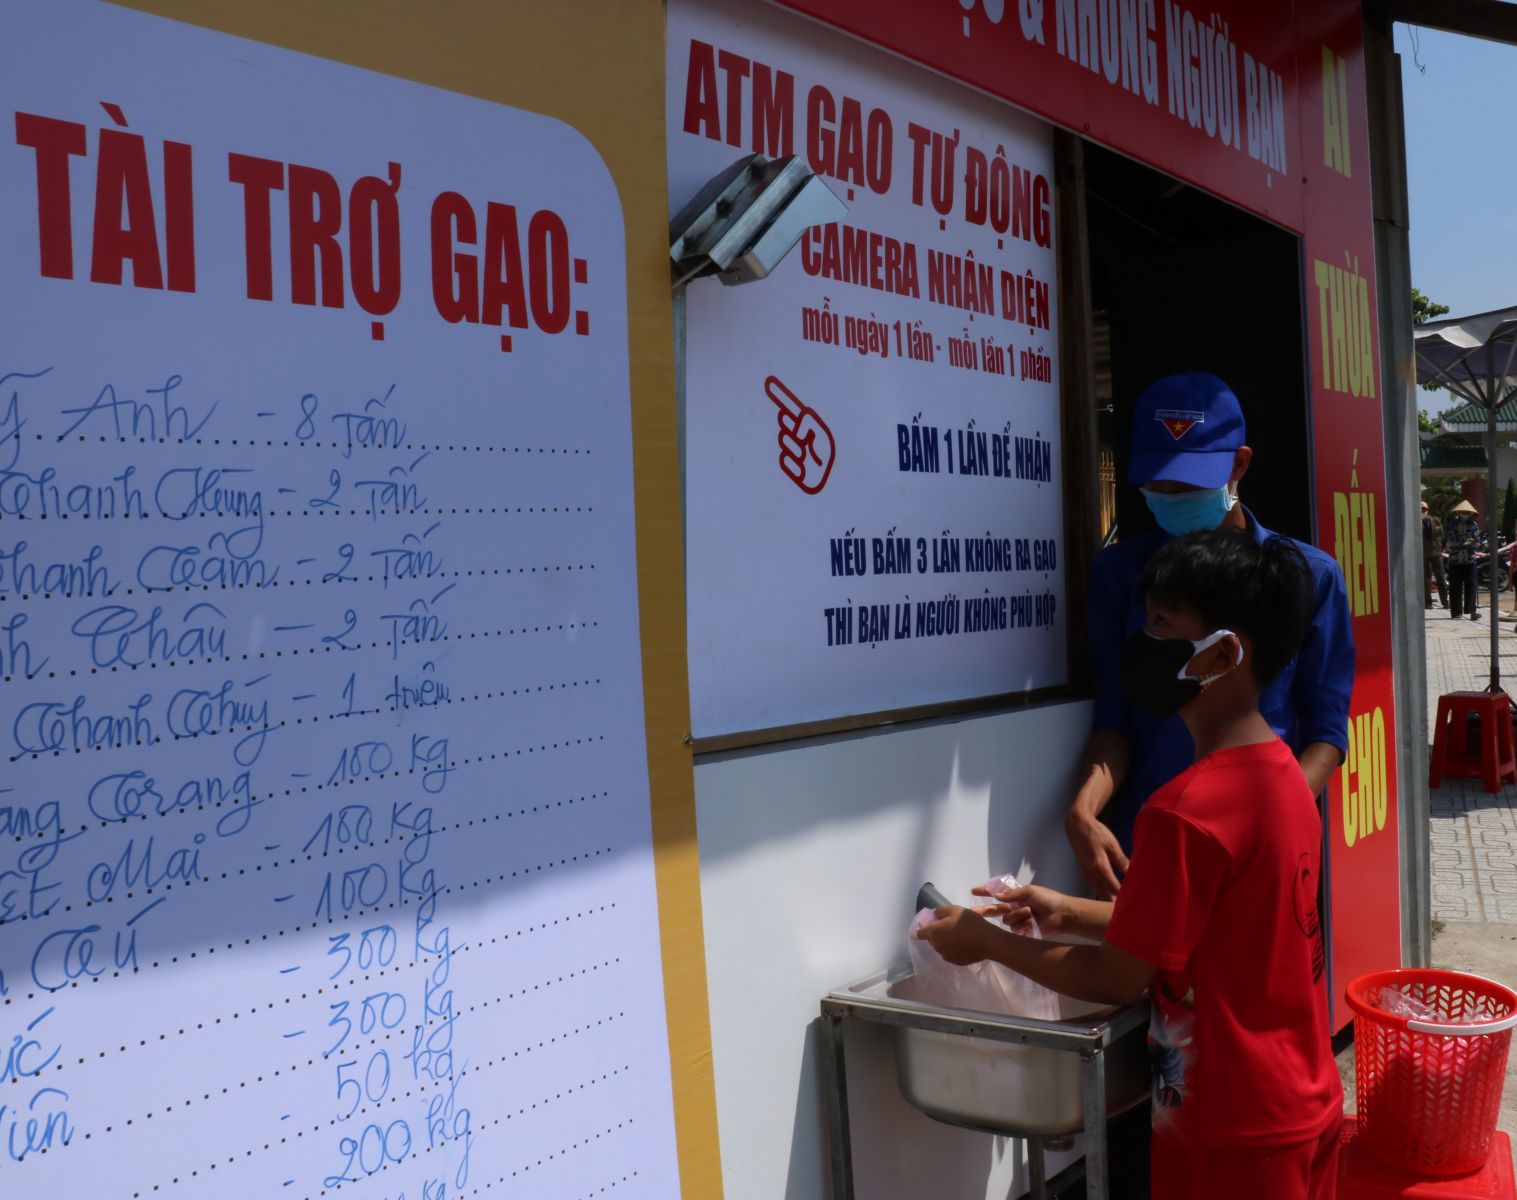 TÀI TRỢ GẠO:
Anh - 8 Tấn
Thanh Hùng - 2 Tấn
Thanh Tâm - 2 Tấn
Châu - 2 Tấn
Thanh Thúy - 1 triệu
Trang - 100 Kg
Mai - 100 Kg
Tú - 100 Kg
- 300 Kg
- 300 Kg
- 50 kg
- 200 kg
kg
& NHỮNG NGƯỜI BẠN
ATM GẠO TỰ ĐỘNG
CAMERA NHẬN DIỆN
mỗi ngày 1 lần - mỗi lần 1 phần
BẤM 1 LẦN ĐỂ NHẬN
NẾU BẤM 3 LẦN KHÔNG RA GẠO
THÌ BẠN LÀ NGƯỜI KHÔNG PHÙ HỢP
AI
THỪA
ĐẾN
CHO